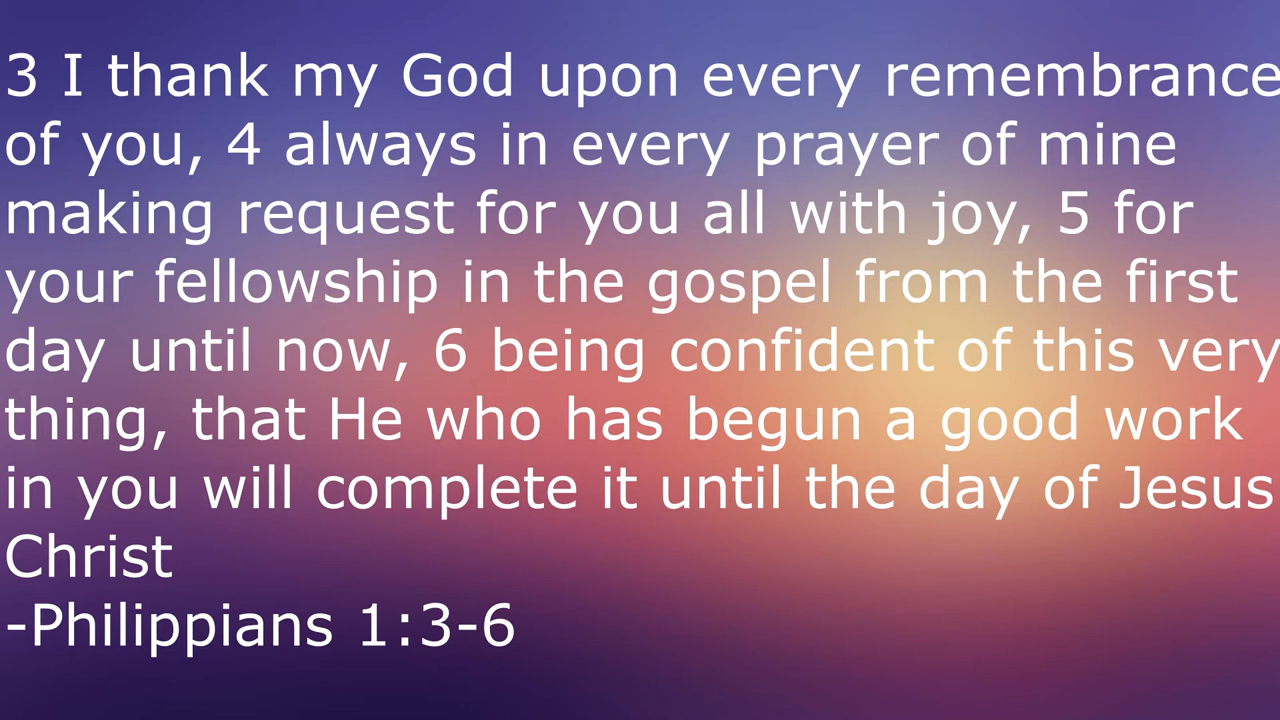 3 I thank my God upon every remembrance
of you, 4 always in every prayer of mine
making request for you all with joy, 5 for
your fellowship in the gospel from the first
day until now, 6 being confident of this very
thing, that He who has begun a good work
in you will complete it until the day of Jesus
Christ
-Philippians 1:3-6